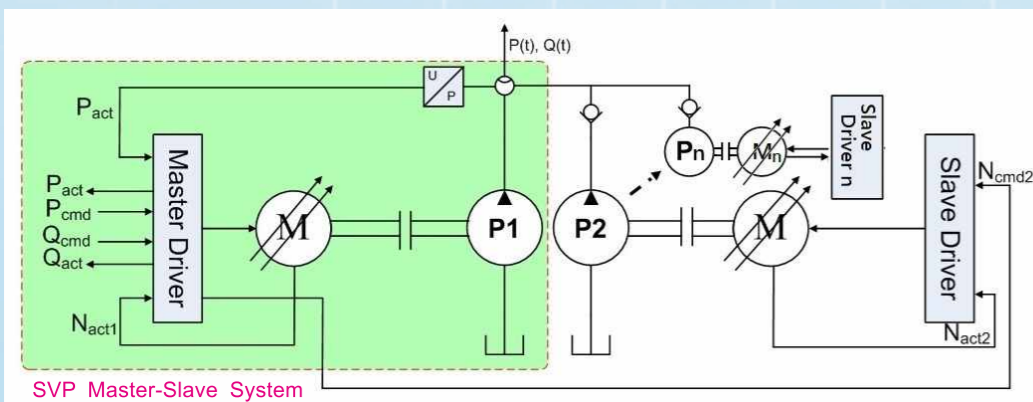 P(t), Q(t)
U
P
Pact
Master Driver
Pact
Pcmd
Qcmd
Qact
Nact1
M
P1
P2
Pn
Mn
Slave
Driver n
M
Slave Driver
Ncmd2
Nact2
SVP Master-Slave System